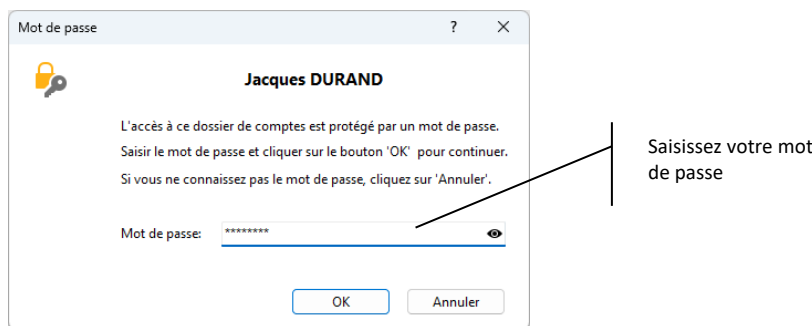 Mot de passe ?
Jacques DURAND
L'accès à ce dossier de comptes est protégé par un mot de passe.
Saisir le mot de passe et cliquer sur le bouton 'OK' pour continuer.
Si vous ne connaissez pas le mot de passe, cliquez sur 'Annuler'.
Saisissez votre mot
de passe
Mot de passe: ********
OK Annuler